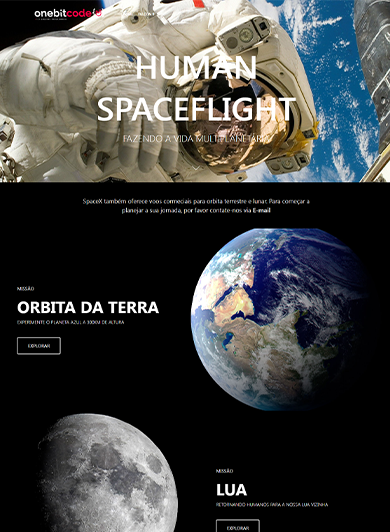 onebitcode
HUMAN
SPACEFLIGHT
FAZENDO A VIDA MULTIPLANETÁRIA
SpaceX também oferece voos comerciais para orbita terrestre e lunar. Para começar a
planejar a sua jornada, por favor contate-nos via E-mail
MISSÃO
ORBITA DA TERRA
EXPERIMENTE O PLANETA AZUL A 300KM DE ALTURA
EXPLORAR
MISSÃO
LUA
RETORNANDO HUMANOS PARA A NOSSA LUA VIZINHA
EXPLORAR